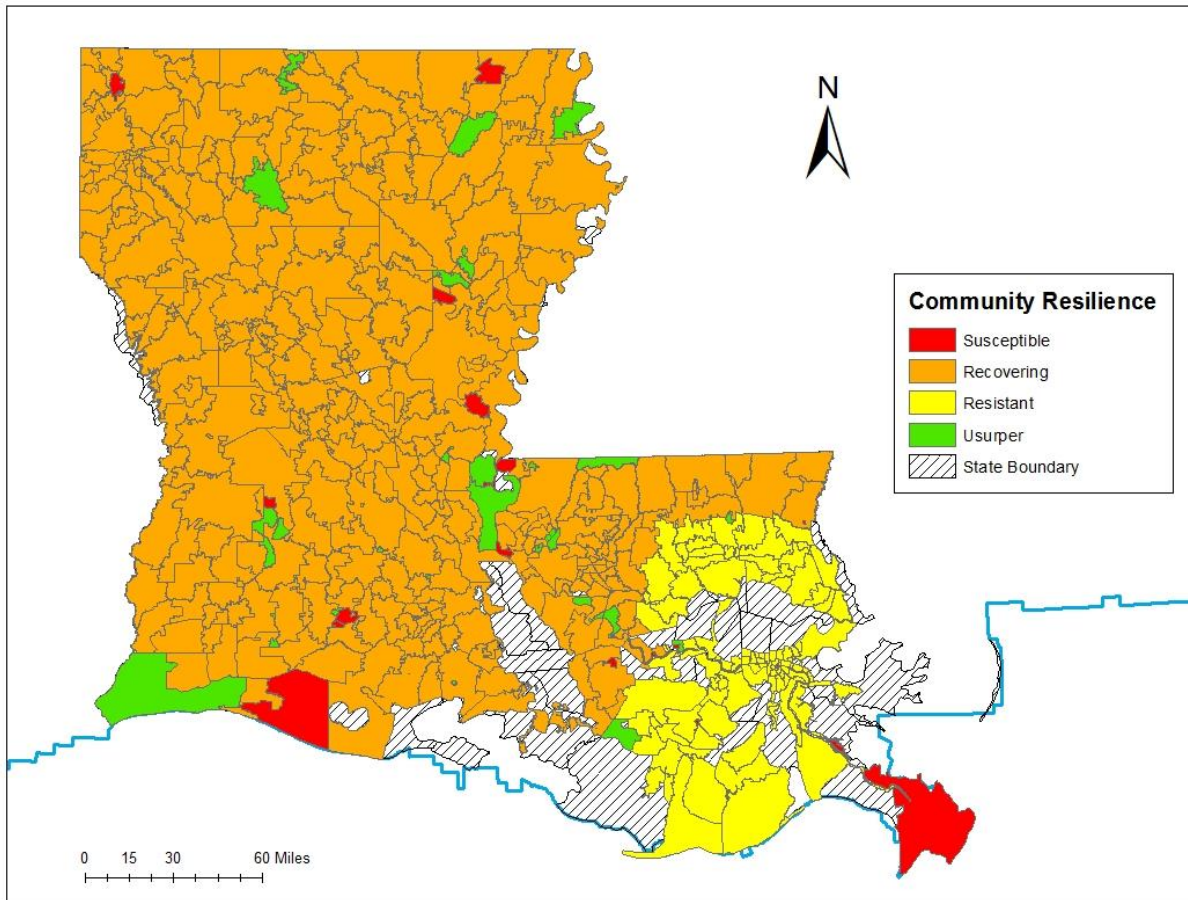 N
Community Resilience
Susceptible
Recovering
Resistant
Usurper
State Boundary
0 15 30 60 Miles